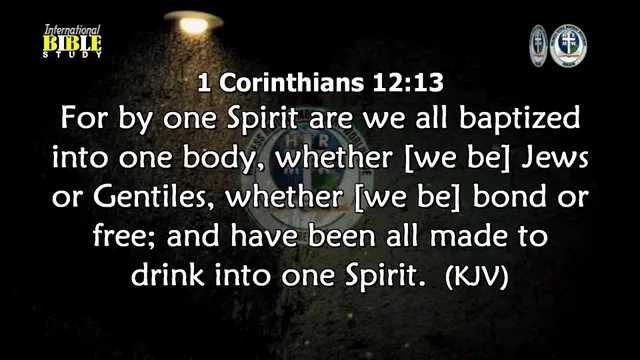 International
BIBLE
STUDY
1 Corinthians 12:13
For by one Spirit are we all baptized
into one body, whether [we be] Jews
or Gentiles, whether [we be] bond or
free; and have been all made to
drink into one Spirit. (KJV)